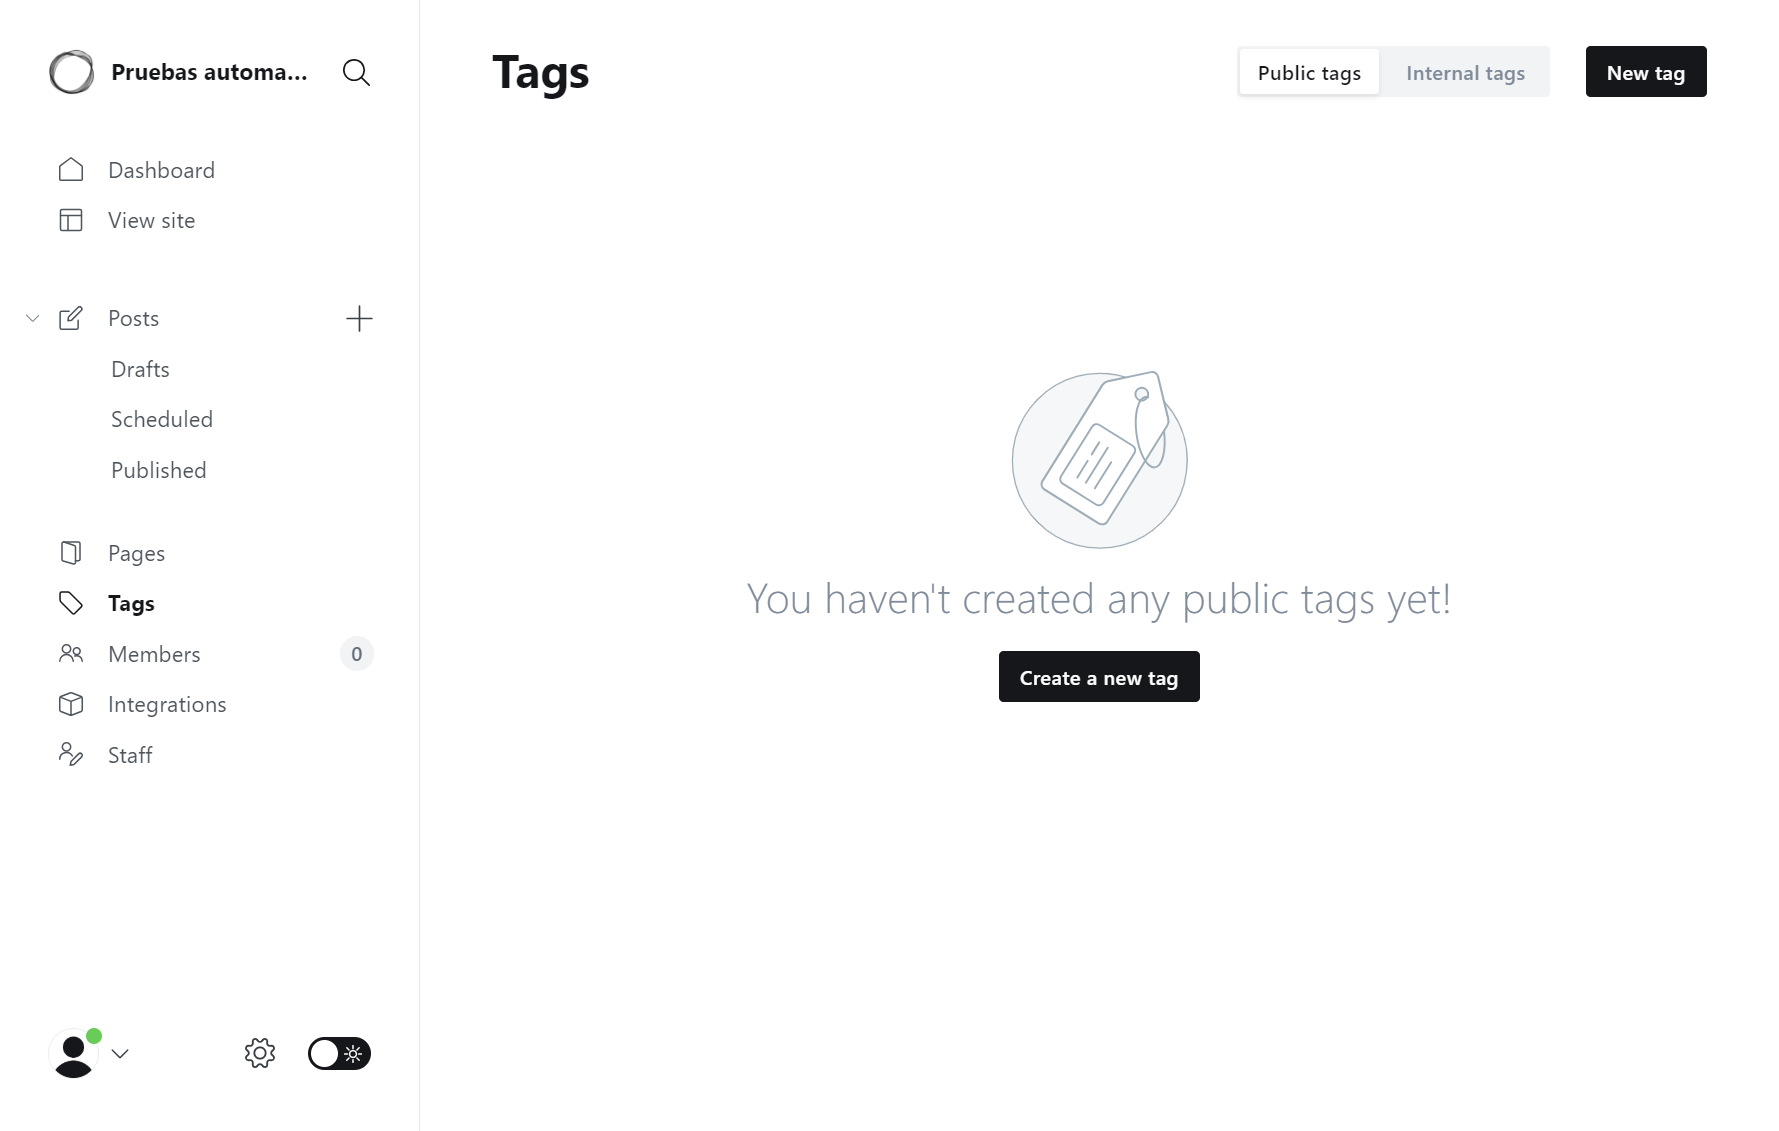 Pruebas automa...
Dashboard
View site
Posts
Drafts
Scheduled
Published
Pages
Tags
Members 0
Integrations
Staff
Tags
Public tags Internal tags New tag
You haven't created any public tags yet!
Create a new tag